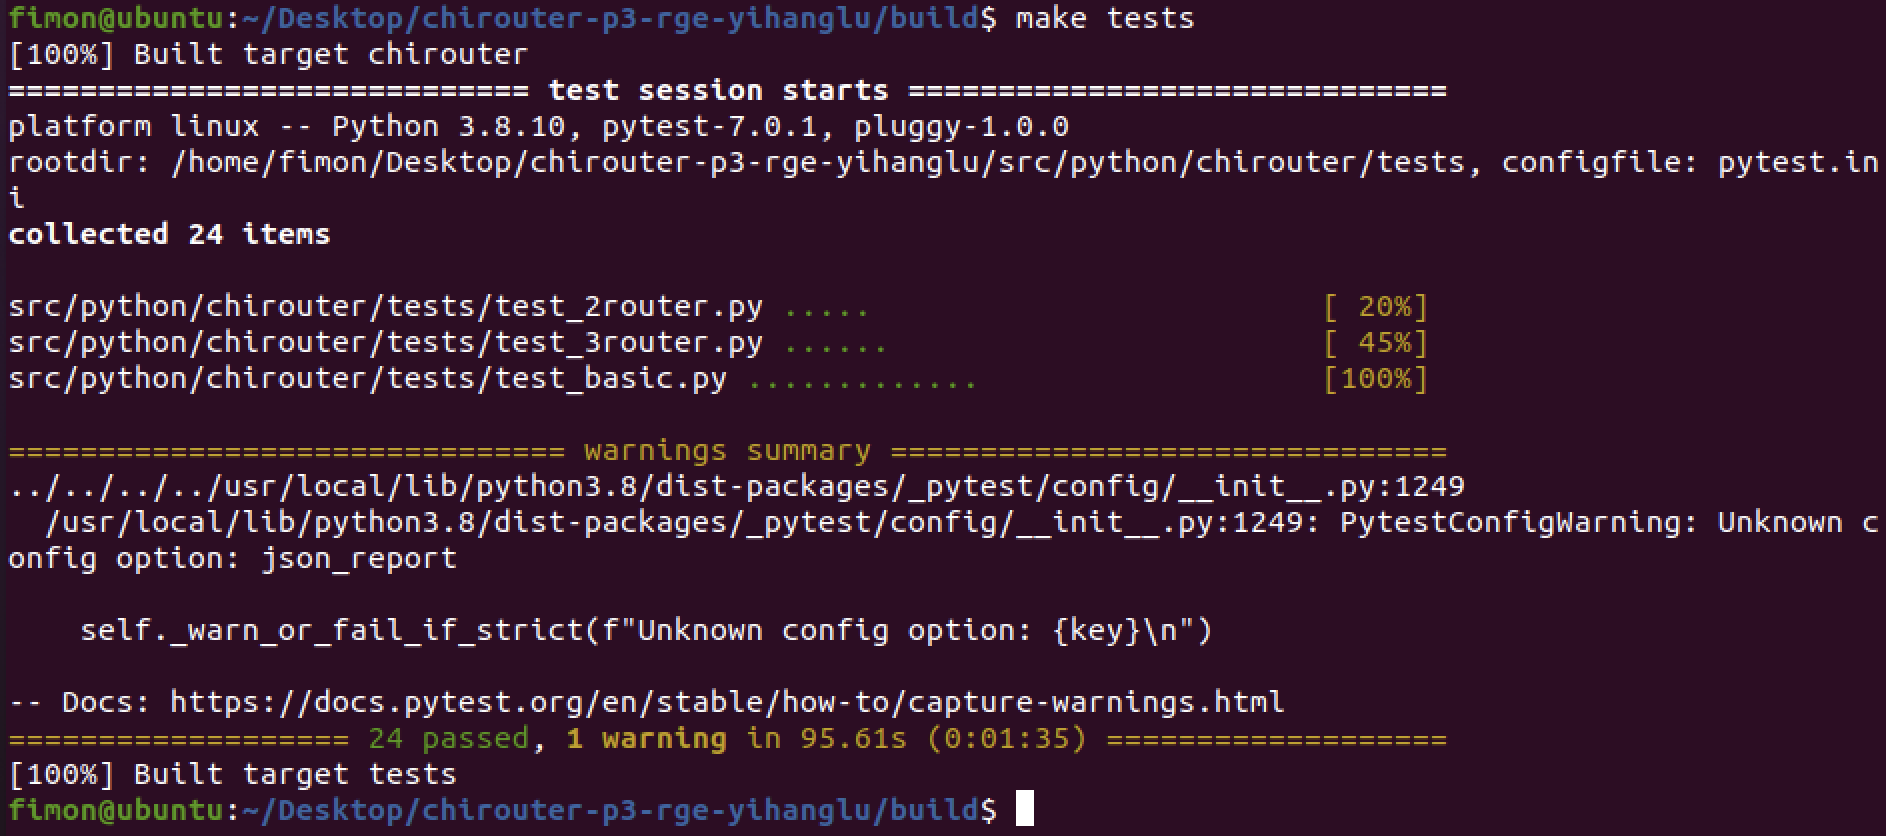 fimon@ubuntu:~/Desktop/chirouter-p3-rge-yihanglu/build$ make tests
[100%] Built target chirouter
============================= test session starts ==============================
platform linux -- Python 3.8.10, pytest-7.0.1, pluggy-1.0.0
rootdir: /home/fimon/Desktop/chirouter-p3-rge-yihanglu/src/python/chirouter/tests, configfile: pytest.in
i
collected 24 items
src/python/chirouter/tests/test_2router.py ..... [ 20%]
src/python/chirouter/tests/test_3router.py ...... [ 45%]
src/python/chirouter/tests/test_basic.py ............. [100%]
=============================== warnings summary ===============================
../../../../usr/local/lib/python3.8/dist-packages/_pytest/config/__init__.py:1249
  /usr/local/lib/python3.8/dist-packages/_pytest/config/__init__.py:1249: PytestConfigWarning: Unknown c
onfig option: json_report
    self._warn_or_fail_if_strict(f"Unknown config option: {key}\n")
-- Docs: https://docs.pytest.org/en/stable/how-to/capture-warnings.html
=================== 24 passed, 1 warning in 95.61s (0:01:35) ===================
[100%] Built target tests
fimon@ubuntu:~/Desktop/chirouter-p3-rge-yihanglu/build$